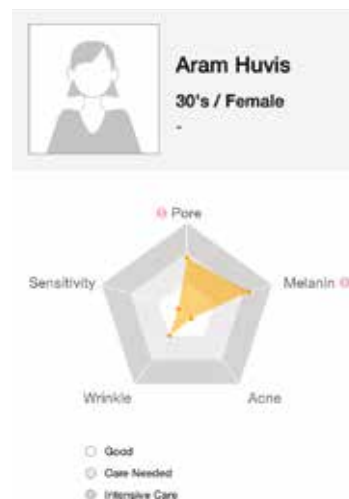 Aram Huvis
30's / Female
-
Pore
Sensitivity
Melanin
Wrinkle
Acne
Good
Care Needed
Intensive Care